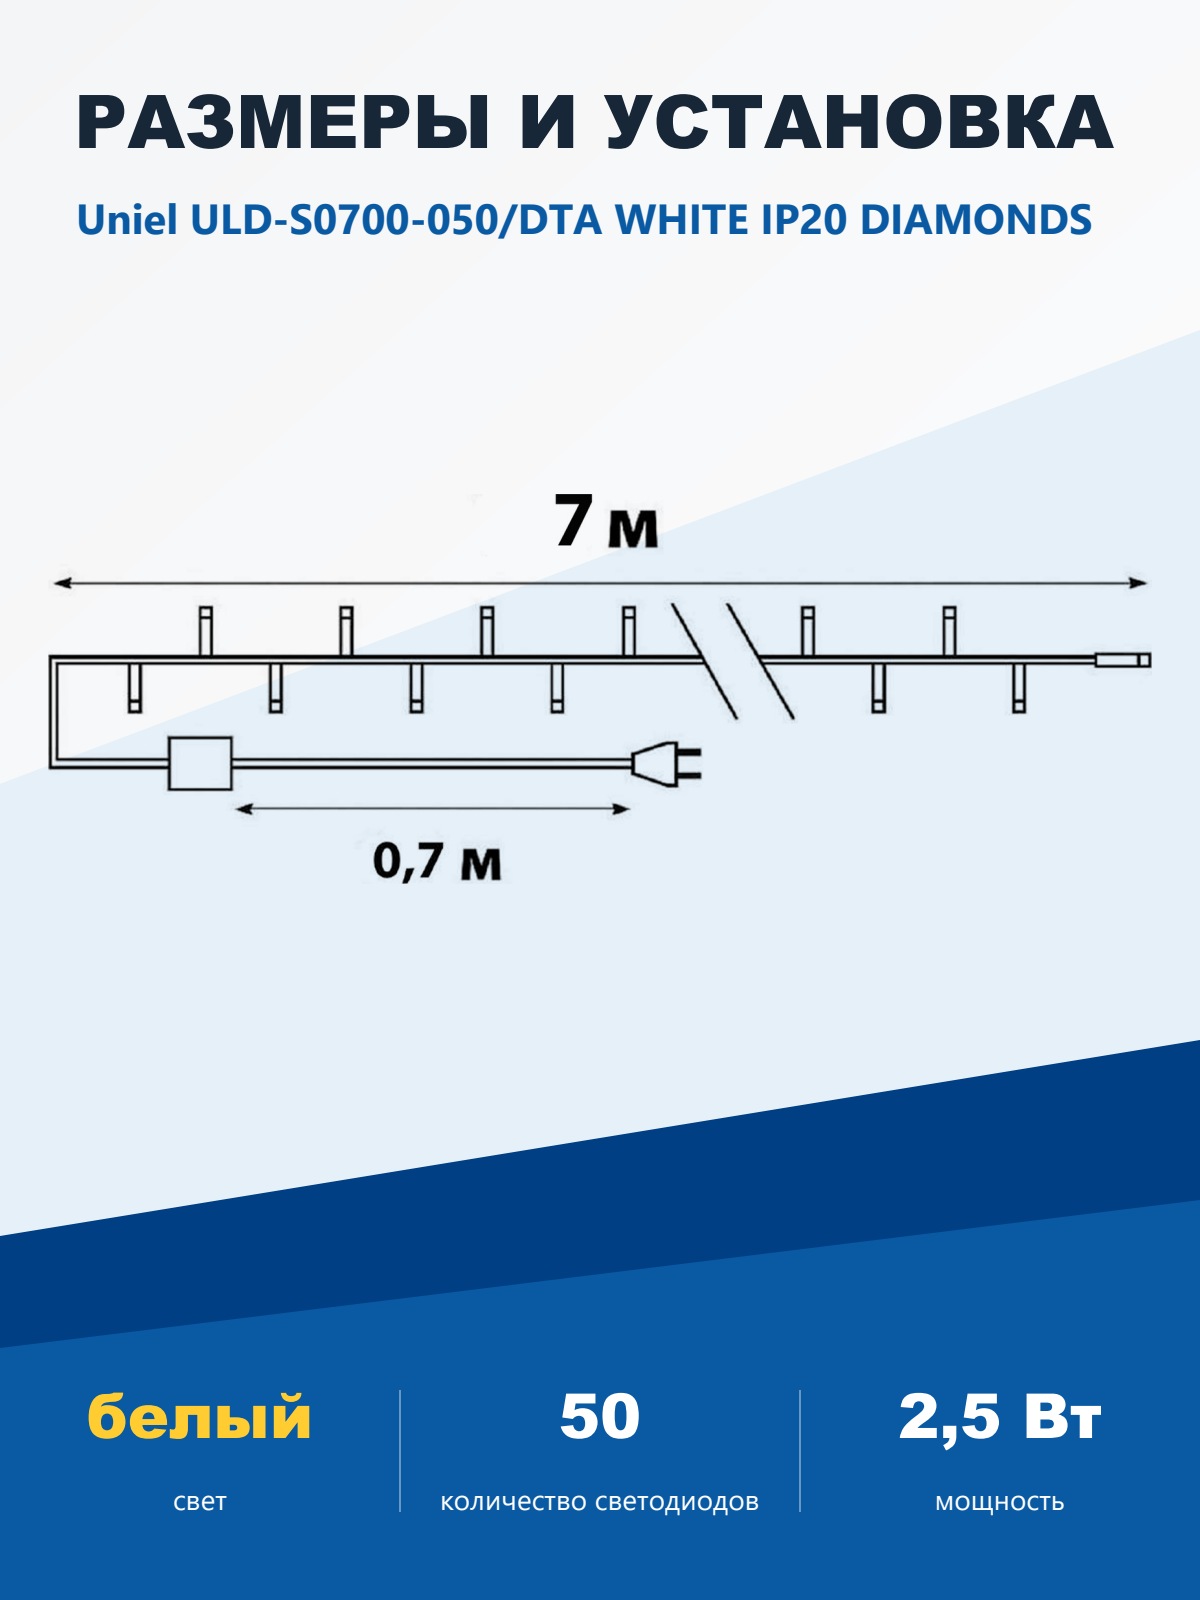 РАЗМЕРЫ И УСТАНОВКА
Uniel ULD-S0700-050/DTA WHITE IP20 DIAMONDS
7 м
0,7 м
белый 50 2,5 Вт
свет количество светодиодов мощность